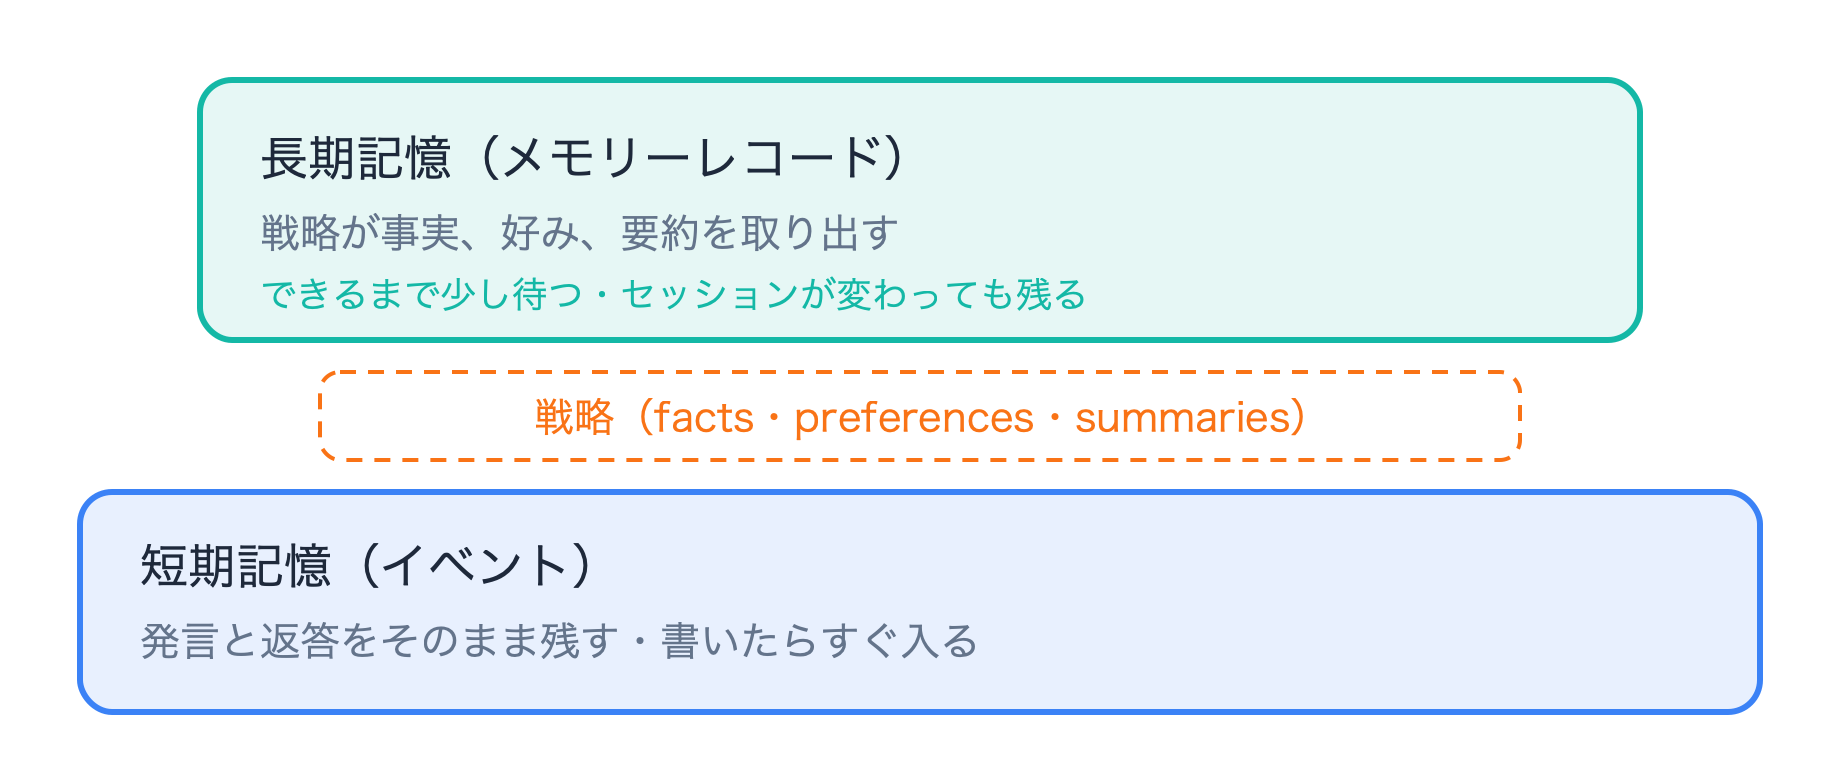 長期記憶（メモリーレコード）
戦略が事実、好み、要約を取り出す
できるまで少し待つ・セッションが変わっても残る
戦略（facts・preferences・summaries）
短期記憶（イベント）
発言と返答をそのまま残す・書いたらすぐ入る